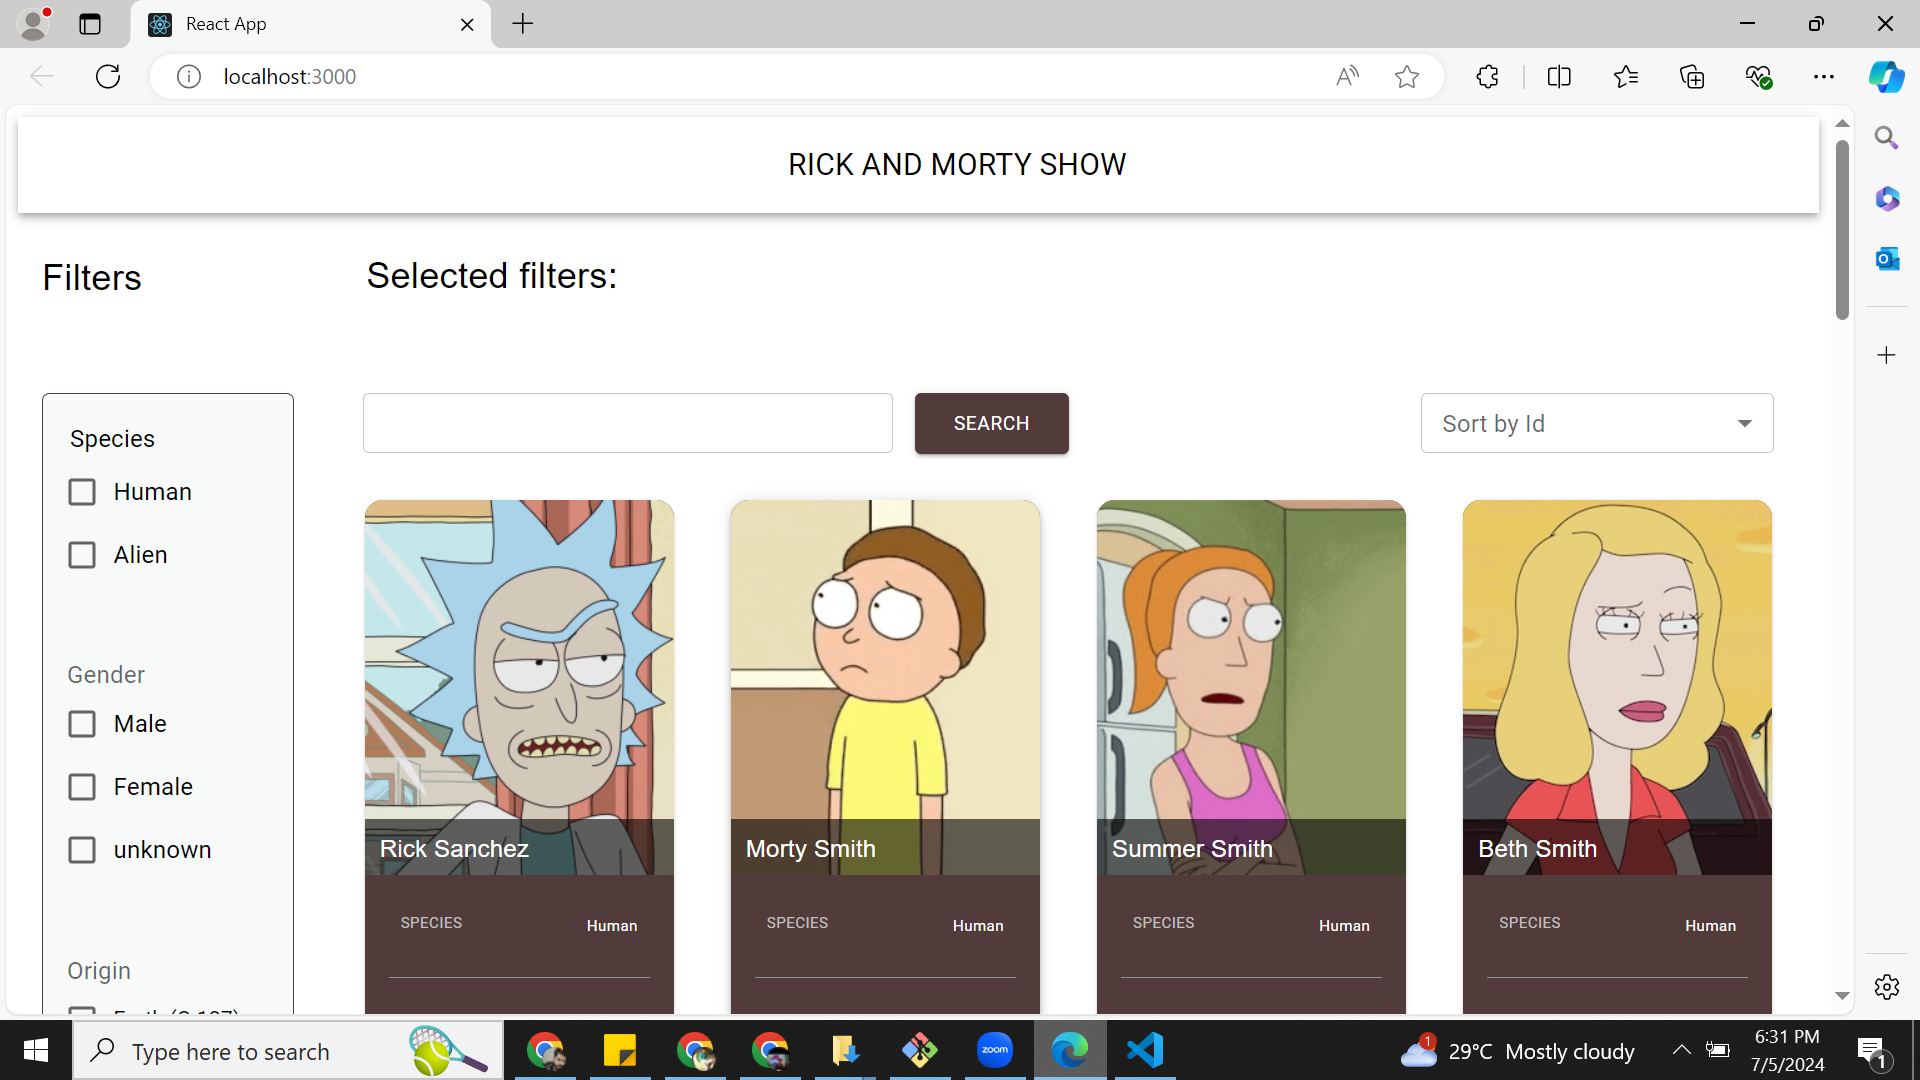 React App
localhost:3000
RICK AND MORTY SHOW
Filters
Selected filters:
SEARCH
Sort by Id
Species
Human
Alien
Gender
Male
Female
unknown
Origin
Rick Sanchez
SPECIES Human
Morty Smith
SPECIES Human
Summer Smith
SPECIES Human
Beth Smith
SPECIES Human
Type here to search
zoom
1
29°C Mostly cloudy
6:31 PM
7/5/2024
1